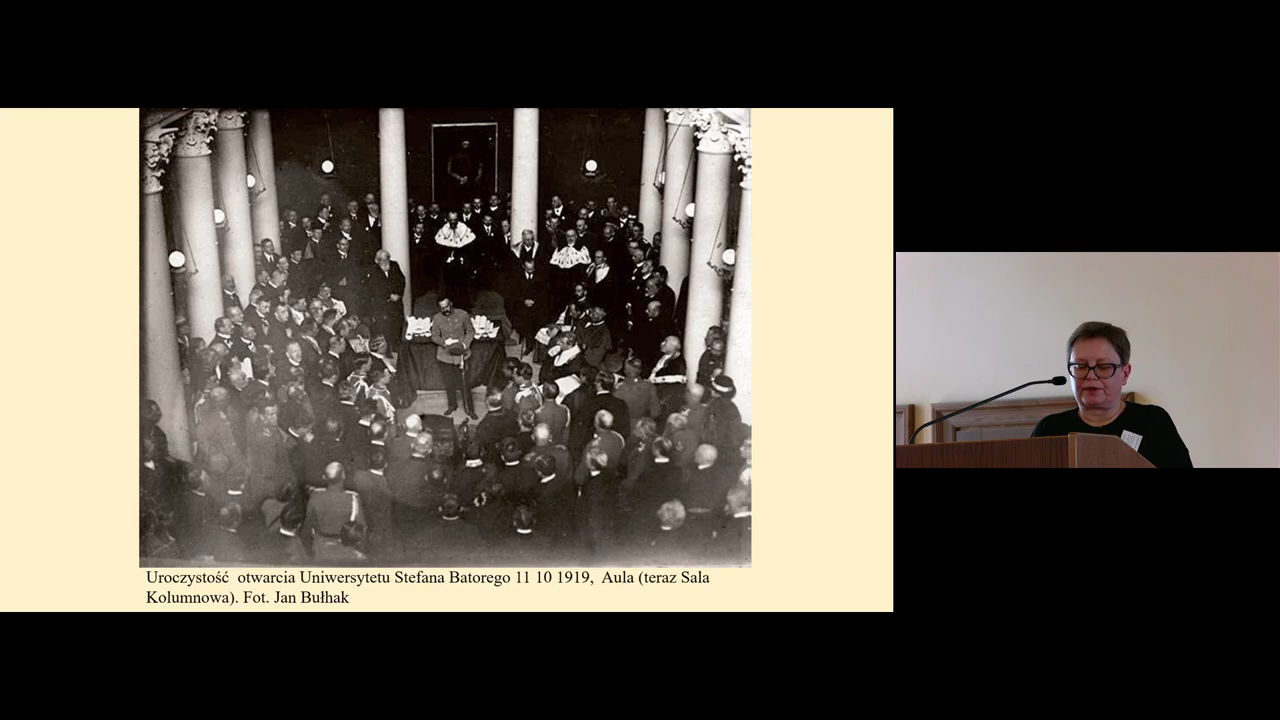 Uroczystość  otwarcia Uniwersytetu Stefana Batorego 11 10 1919,  Aula (teraz Sala
Kolumnowa). Fot. Jan Bułhak